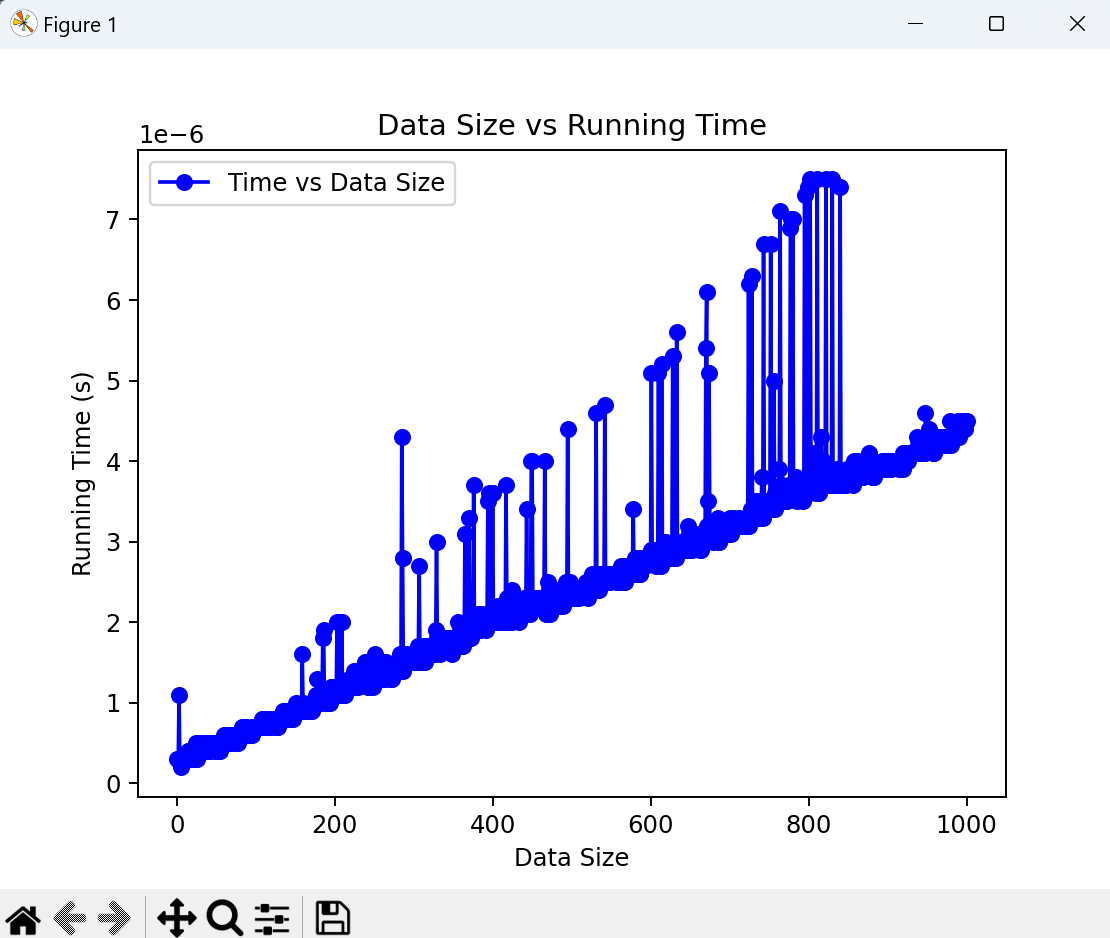 Figure 1
Data Size vs Running Time
1e−6
Time vs Data Size
7
6
5
4
3
2
1
0
Running Time (s)
0 200 400 600 800 1000
Data Size